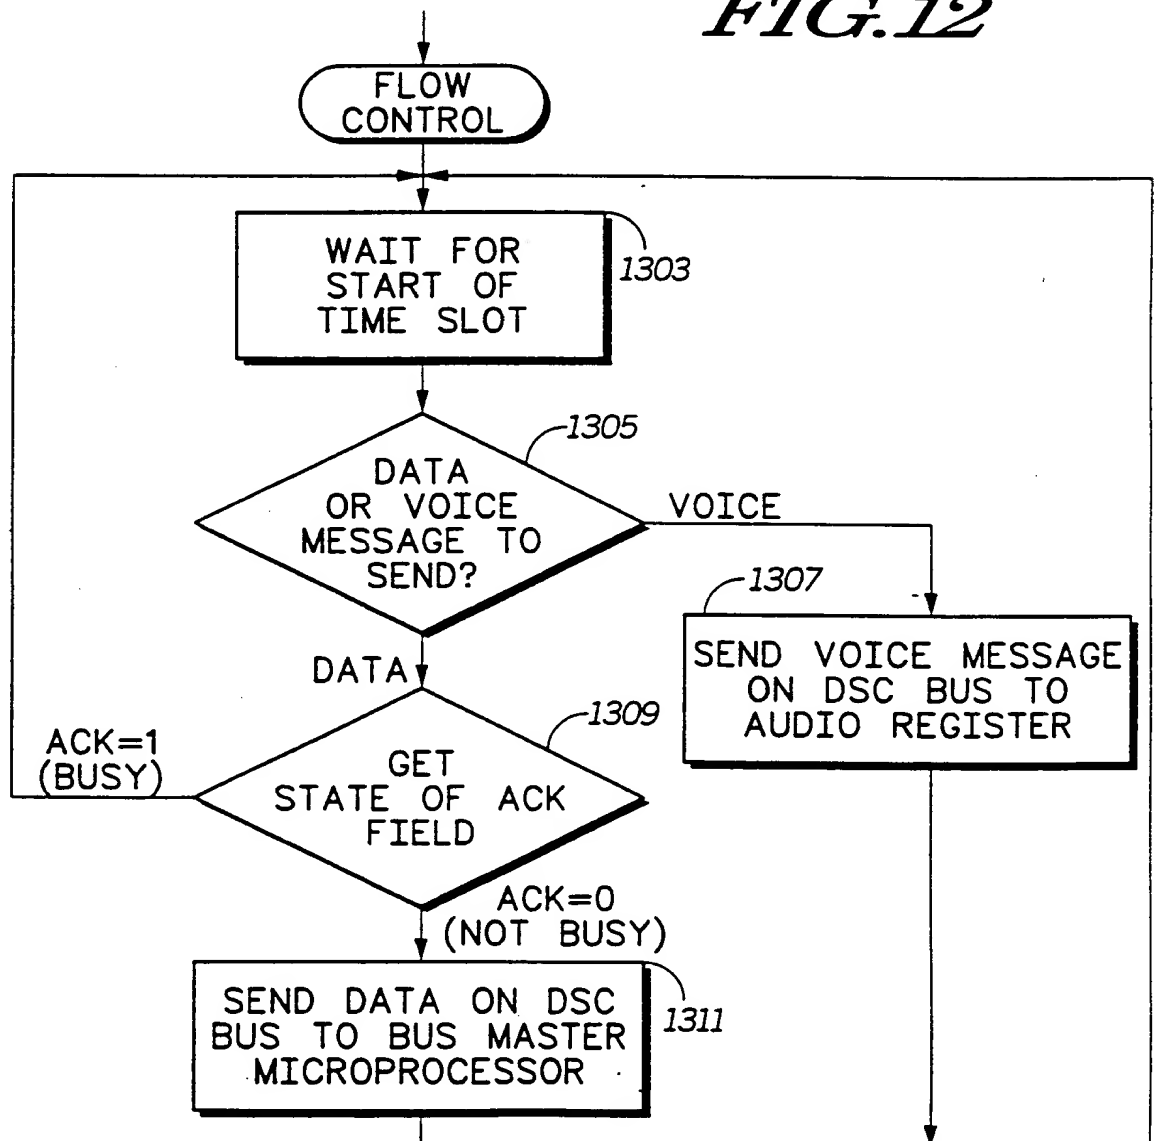 FIG.12
FLOW
CONTROL
WAIT FOR
START OF
TIME SLOT
1303
1305
DATA
OR VOICE
MESSAGE TO
SEND?
VOICE
1307
SEND VOICE MESSAGE
ON DSC BUS TO
AUDIO REGISTER
DATA
1309
ACK=1
(BUSY)
GET
STATE OF ACK
FIELD
ACK=0
(NOT BUSY)
SEND DATA ON DSC
BUS TO BUS MASTER
MICROPROCESSOR
1311